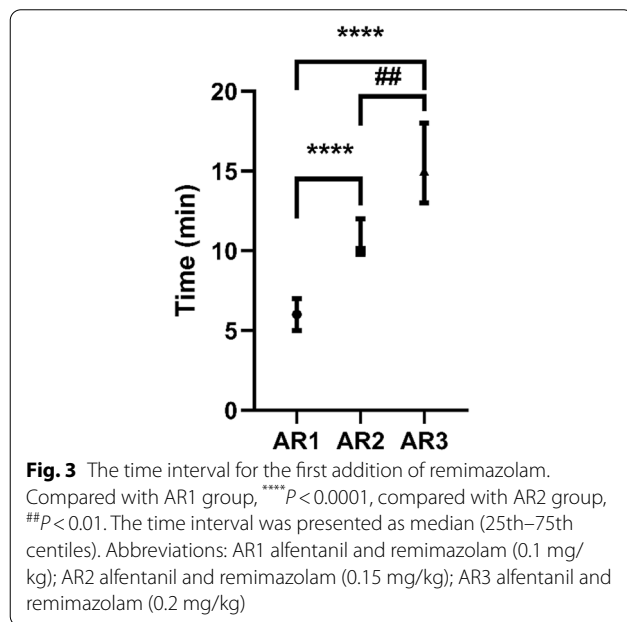 ****
##
20
****
15
10
5
0
Time (min)
AR1 AR2 AR3
Fig. 3 The time interval for the first addition of remimazolam.
Compared with AR1 group, ****P < 0.0001, compared with AR2 group,
##P < 0.01. The time interval was presented as median (25th–75th
centiles). Abbreviations: AR1 alfentanil and remimazolam (0.1 mg/
kg); AR2 alfentanil and remimazolam (0.15 mg/kg); AR3 alfentanil and
remimazolam (0.2 mg/kg)